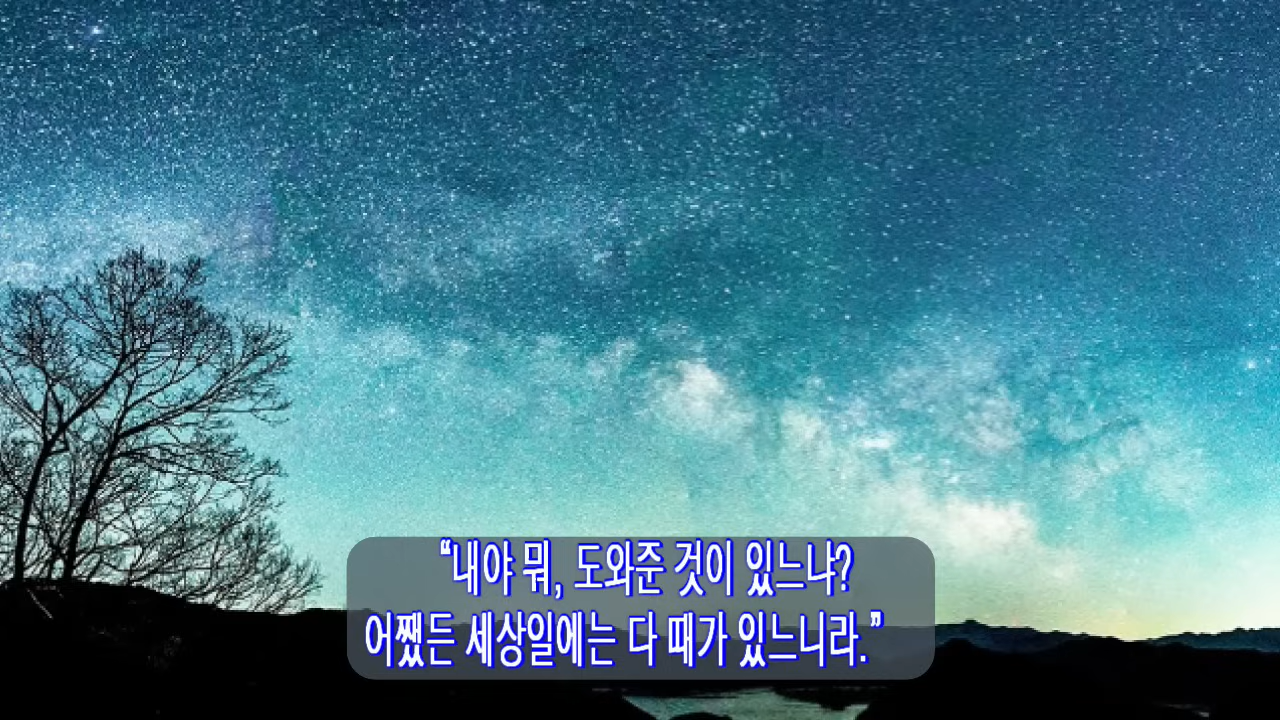 “내야 뭐, 도와준 것이 있느냐?
어쨌든 세상일에는 다 때가 있느니라.”